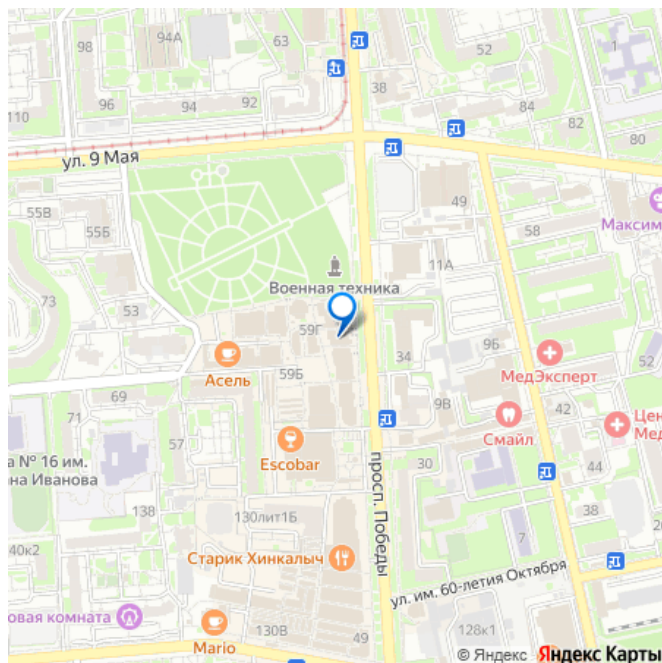 98
94А
63
52
1
38
110
96
94
92
84
82
80
ул. 9 Мая
49
55В
55Б
58
Максим
11А
Военная техника
73
53
59Г
34
9Б
52
МедЭксперт
Асель
59Б
69
71
9В
42
Цен
Мед
Смайл
57
Escobar
30
44
а № 16 им.
ана Иванова
просп. Победы
138
130лит1Б
38
7
40к2
Старик Хинкалыч
ул. им. 60-летия Октября
овая комната
Mario
130В
49
128к1
© Яндекс Яндекс Карты